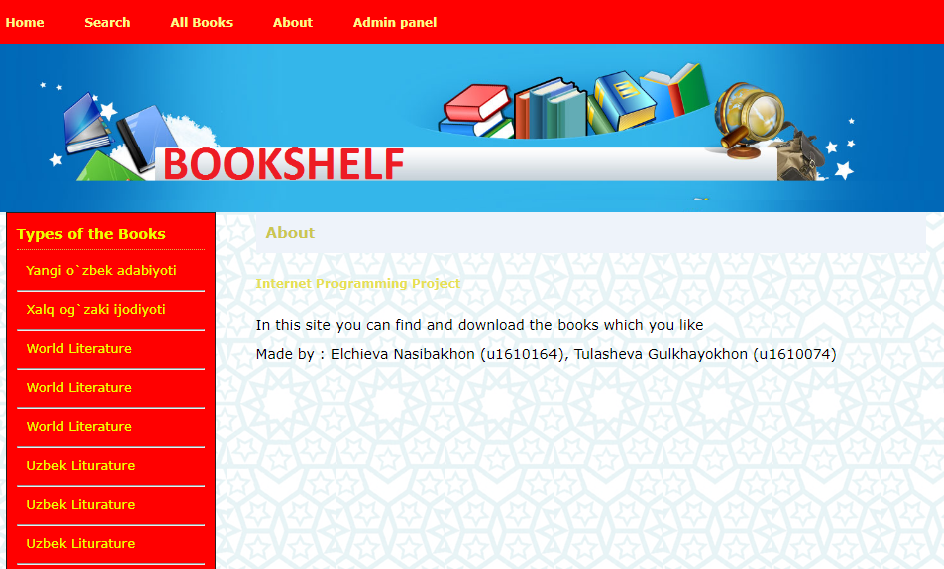 Home Search All Books About Admin panel
BOOKSHELF
Types of the Books
Yangi o`zbek adabiyoti
Xalq og`zaki ijodiyoti
World Literature
World Literature
World Literature
Uzbek Liturature
Uzbek Liturature
Uzbek Liturature
About
Internet Programming Project
In this site you can find and download the books which you like
Made by : Elchieva Nasibakhon (u1610164), Tulasheva Gulkhayokhon (u1610074)